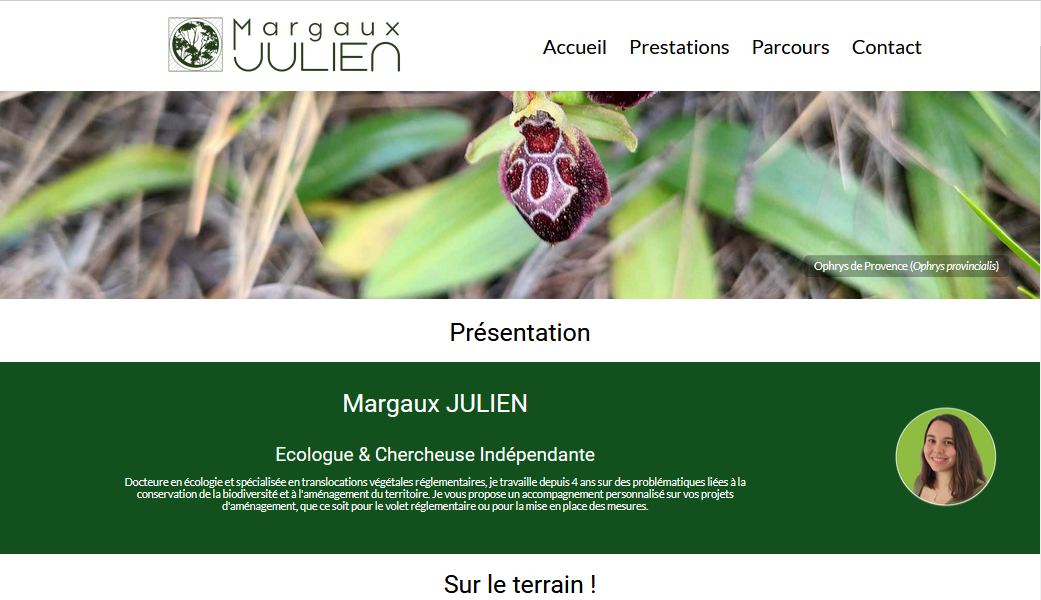 Margaux
JULIEN
Accueil Prestations Parcours Contact
Ophrys de Provence (Ophrys provincialis)
Présentation
Margaux JULIEN
Ecologue & Chercheuse Indépendante
Docteure en écologie et spécialisée en translocations végétales réglementaires, je travaille depuis 4 ans sur des problématiques liées à la
conservation de la biodiversité et à l'aménagement du territoire. Je vous propose un accompagnement personnalisé sur vos projets
d'aménagement, que ce soit pour le volet réglementaire ou pour la mise en place des mesures.
Sur le terrain !